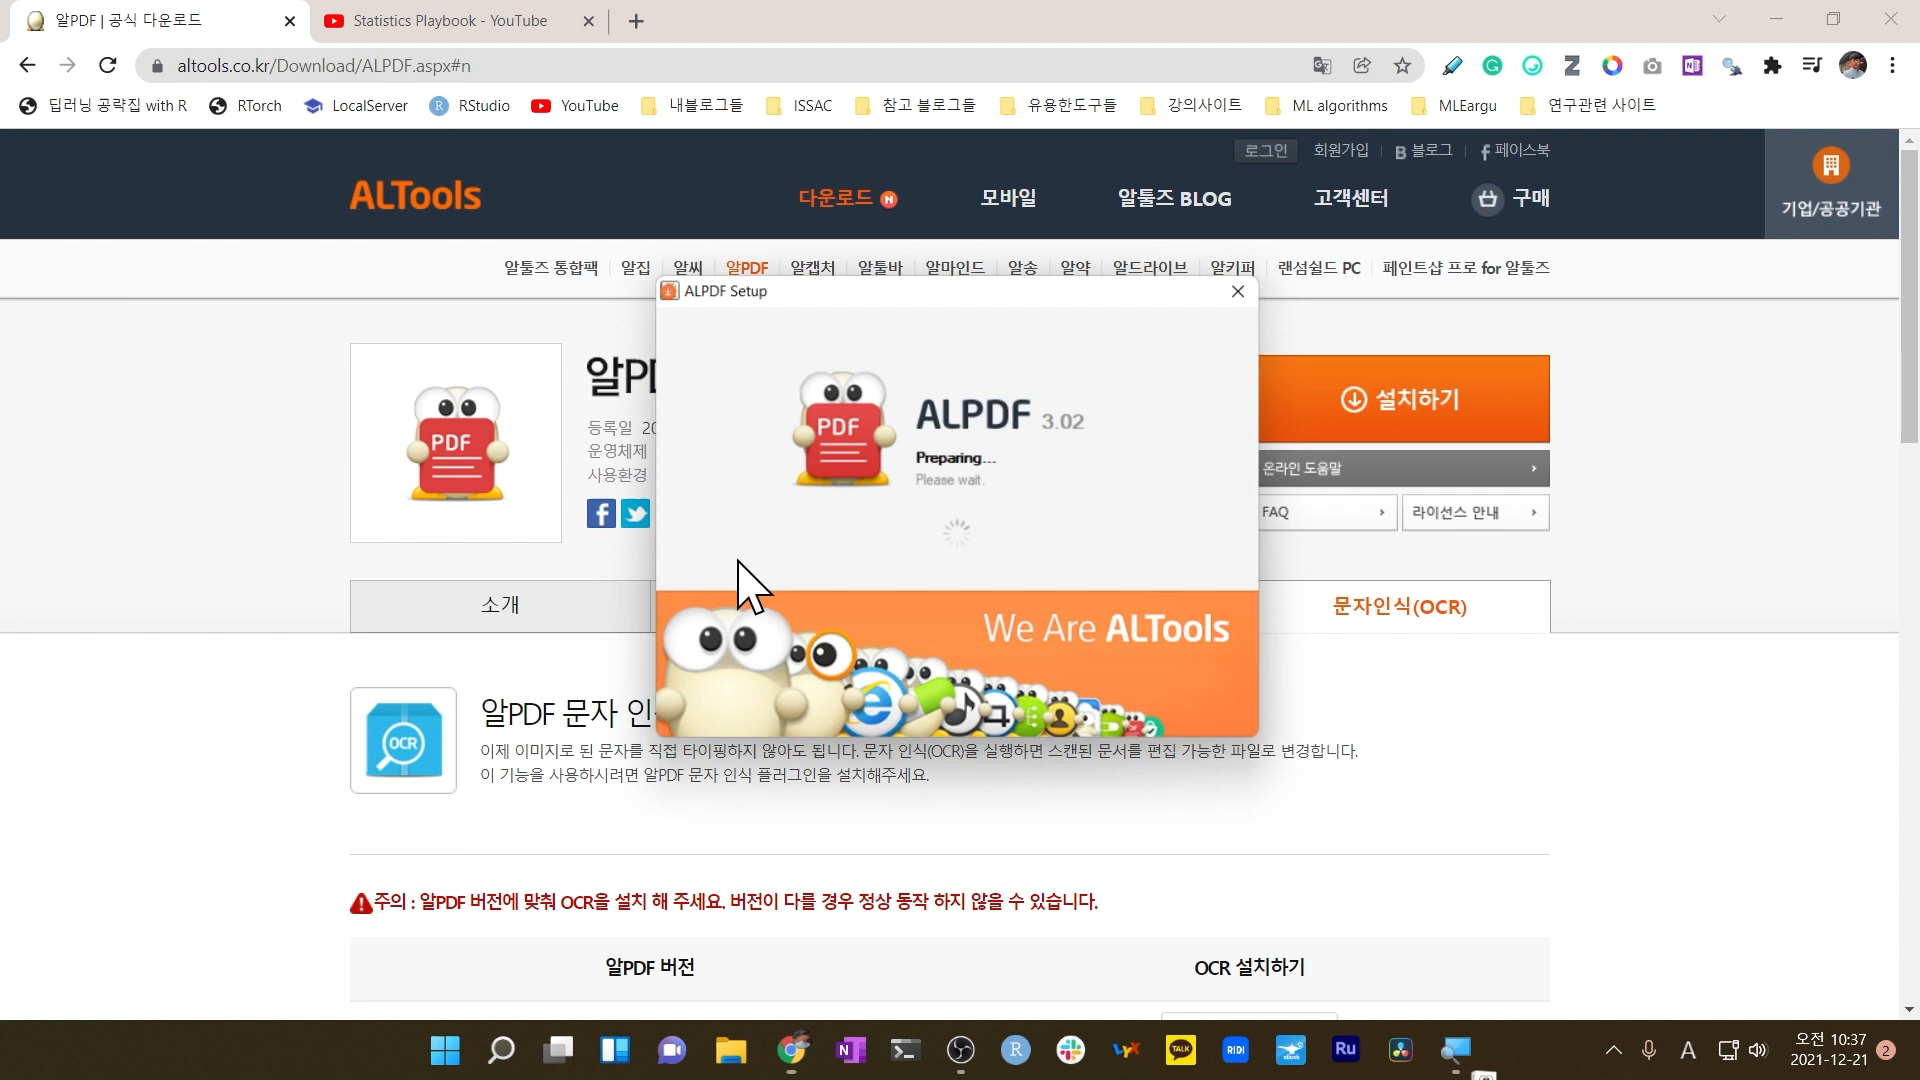 알PDF | 공식 다운로드
Statistics Playbook - YouTube
altools.co.kr/Download/ALPDF.aspx#n
딥러닝 공략집 with R
RTorch
LocalServer
RStudio
YouTube
내블로그들
ISSAC
참고 블로그들
유용한도구들
강의사이트
ML algorithms
MLEargu
연구관련 사이트
로그인
회원가입
블로그
페이스북
ALTools
다운로드 N
모바일
알툴즈 BLOG
고객센터
구매
기업/공공기관
알툴즈 통합팩
알집
알씨
알PDF
알캡처
알툴바
알마인드
알송
알약
알드라이브
알키퍼
랜섬쉴드 PC
페인트샵 프로 for 알툴즈
ALPDF Setup
PDF
알PD
등록일 20
운영체제
사용환경
PDF
ALPDF 3.02
Preparing...
Please wait.
We Are ALTools
설치하기
온라인 도움말
FAQ
라이선스 안내
소개
문자인식(OCR)
OCR
알PDF 문자 인
이제 이미지로 된 문자를 직접 타이핑하지 않아도 됩니다. 문자 인식(OCR)을 실행하면 스캔된 문서를 편집 가능한 파일로 변경합니다.
이 기능을 사용하시려면 알PDF 문자 인식 플러그인을 설치해주세요.
주의 : 알PDF 버전에 맞춰 OCR을 설치 해 주세요. 버전이 다를 경우 정상 동작 하지 않을 수 있습니다.
알PDF 버전
OCR 설치하기
TALK
RIDI
Ru
A
오전 10:37
2021-12-21
2